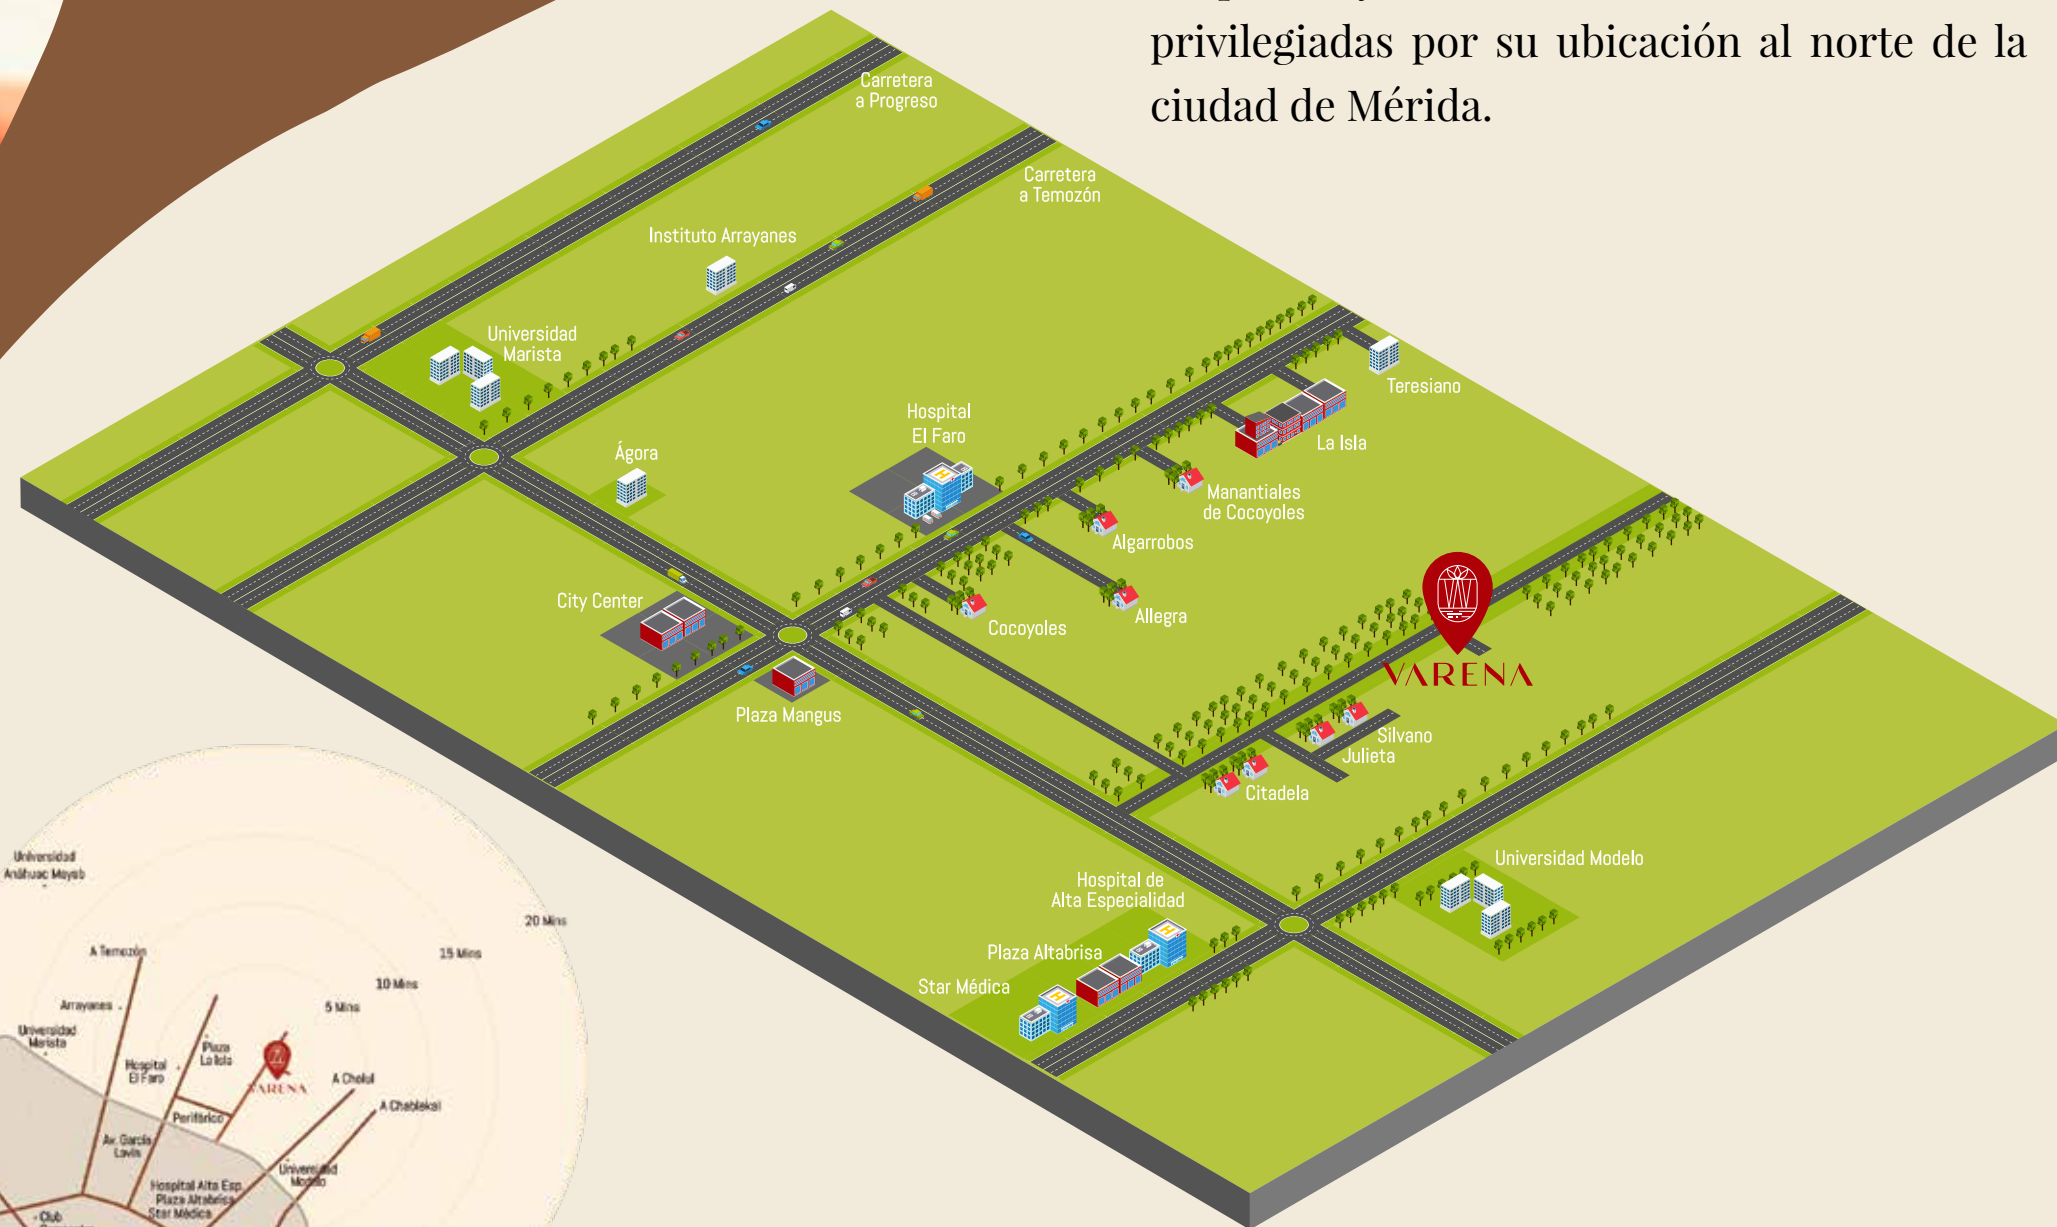 privilegiadas por su ubicación al norte de la
ciudad de Mérida.
Carretera
a Progreso
Carretera
a Temozón
Instituto Arrayanes
Universidad
Marista
Teresiano
Hospital
El Faro
La Isla
Ágora
Manantiales
de Cocoyoles
Algarrobos
City Center
Allegra
Cocoyoles
VARENA
Plaza Mangus
Silvano
Julieta
Citadela
Universidad Modelo
Hospital de
Alta Especialidad
Plaza Altabrisa
Star Médica
Universidad
Anáhuac Mayab
20 Mins
15 Mins
10 Mins
5 Mins
A Temozón
Arrayanes
Universidad
Marista
Hospital
El Faro
Plaza
La Isla
VARENA
A Cholul
A Chablekal
Periférico
Av. García
Lavín
Universidad
Modelo
Hospital Alta Esp.
Plaza Altabrisa
Star Médica
Club